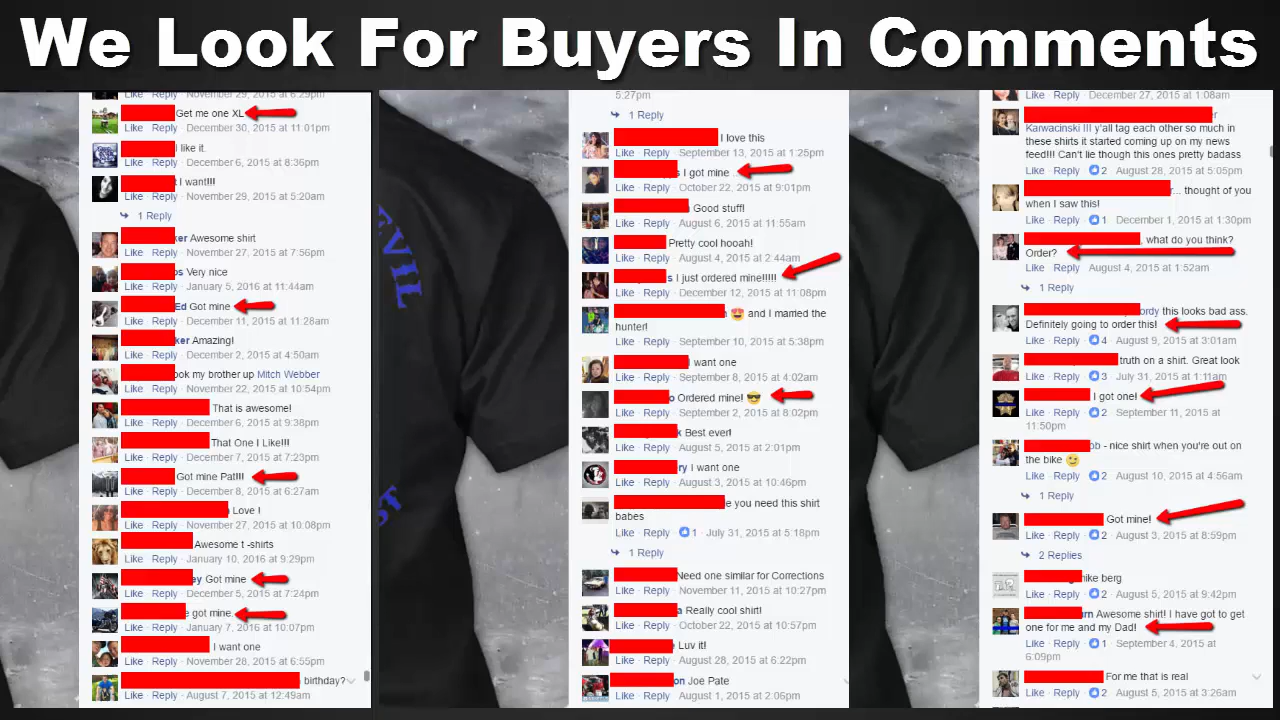 We Look For Buyers In Comments
November 29, 2015 at 6:29pm
Like · Reply
Get me one XL
Like · Reply · December 30, 2015 at 11:01pm
I like it.
Like · Reply · December 6, 2015 at 8:36pm
I want!!!
Like · Reply · November 29, 2015 at 5:20am
1 Reply
ker Awesome shirt
Like · Reply · November 27, 2015 at 7:56pm
os Very nice
Like · Reply · January 5, 2016 at 11:44am
Ed Got mine
Like · Reply · December 11, 2015 at 11:28am
ker Amazing!
Like · Reply · December 2, 2015 at 4:50am
ook my brother up Mitch Webber
Like · Reply · November 22, 2015 at 10:54pm
That is awesome!
Like · Reply · December 6, 2015 at 9:38pm
That One I Like!!!
Like · Reply · December 7, 2015 at 7:23pm
Got mine Pat!!!
Like · Reply · December 8, 2015 at 6:27am
Love !
Like · Reply · November 27, 2015 at 10:08pm
Awesome t -shirts
Like · Reply · January 10, 2016 at 9:29pm
ey Got mine
Like · Reply · December 5, 2015 at 7:24pm
e got mine.
Like · Reply · January 7, 2016 at 10:07pm
I want one
Like · Reply · November 28, 2015 at 6:55pm
birthday?
Like · Reply · August 7, 2015 at 12:49am
EVIL
ST
5:27pm
1 Reply
I love this
Like · Reply · September 13, 2015 at 1:25pm
s I got mine ..
Like · Reply · October 22, 2015 at 9:01pm
Good stuff!
Like · Reply · August 6, 2015 at 11:55am
Pretty cool hooah!
Like · Reply · August 4, 2015 at 2:44am
s I just ordered mine!!!!!
Like · Reply · December 12, 2015 at 11:08pm
😍 and I married the
hunter!
Like · Reply · September 10, 2015 at 5:38pm
I want one
Like · Reply · September 8, 2015 at 4:02am
o Ordered mine! 😎
Like · Reply · September 2, 2015 at 8:02pm
k Best ever!
Like · Reply · August 5, 2015 at 2:01pm
ry I want one
Like · Reply · August 3, 2015 at 10:46pm
e you need this shirt
babes
Like · Reply · 1 · July 31, 2015 at 5:18pm
1 Reply
Need one similar for Corrections
Like · Reply · November 11, 2015 at 10:27pm
a Really cool shirt!
Like · Reply · October 22, 2015 at 10:57pm
Luv it!
Like · Reply · August 28, 2015 at 6:22pm
on Joe Pate
Like · Reply · August 1, 2015 at 2:06pm
Like · Reply · December 27, 2015 at 1:08am
er
Karwacinski III y'all tag each other so much in
these shirts it started coming up on my news
feed!!! Can't lie though this ones pretty badass
Like · Reply · 2 · August 28, 2015 at 5:05pm
r... thought of you
when I saw this!
Like · Reply · 1 · December 1, 2015 at 1:30pm
, what do you think?
Order?
Like · Reply · August 4, 2015 at 1:52am
1 Reply
ordy this looks bad ass.
Definitely going to order this!
Like · Reply · 4 · August 9, 2015 at 3:01am
truth on a shirt. Great look
Like · Reply · 3 · July 31, 2015 at 1:11am
I got one!
Like · Reply · 2 · September 11, 2015 at
11:50pm
ob - nice shirt when you're out on
the bike 😉
Like · Reply · 2 · August 10, 2015 at 4:56am
1 Reply
Got mine!
Like · Reply · 2 · August 3, 2015 at 8:59pm
2 Replies
mike berg
Like · Reply · 2 · August 5, 2015 at 9:42pm
rn Awesome shirt! I have got to get
one for me and my Dad!
Like · Reply · 1 · September 4, 2015 at
6:09pm
For me that is real
Like · Reply · 2 · August 5, 2015 at 3:26am